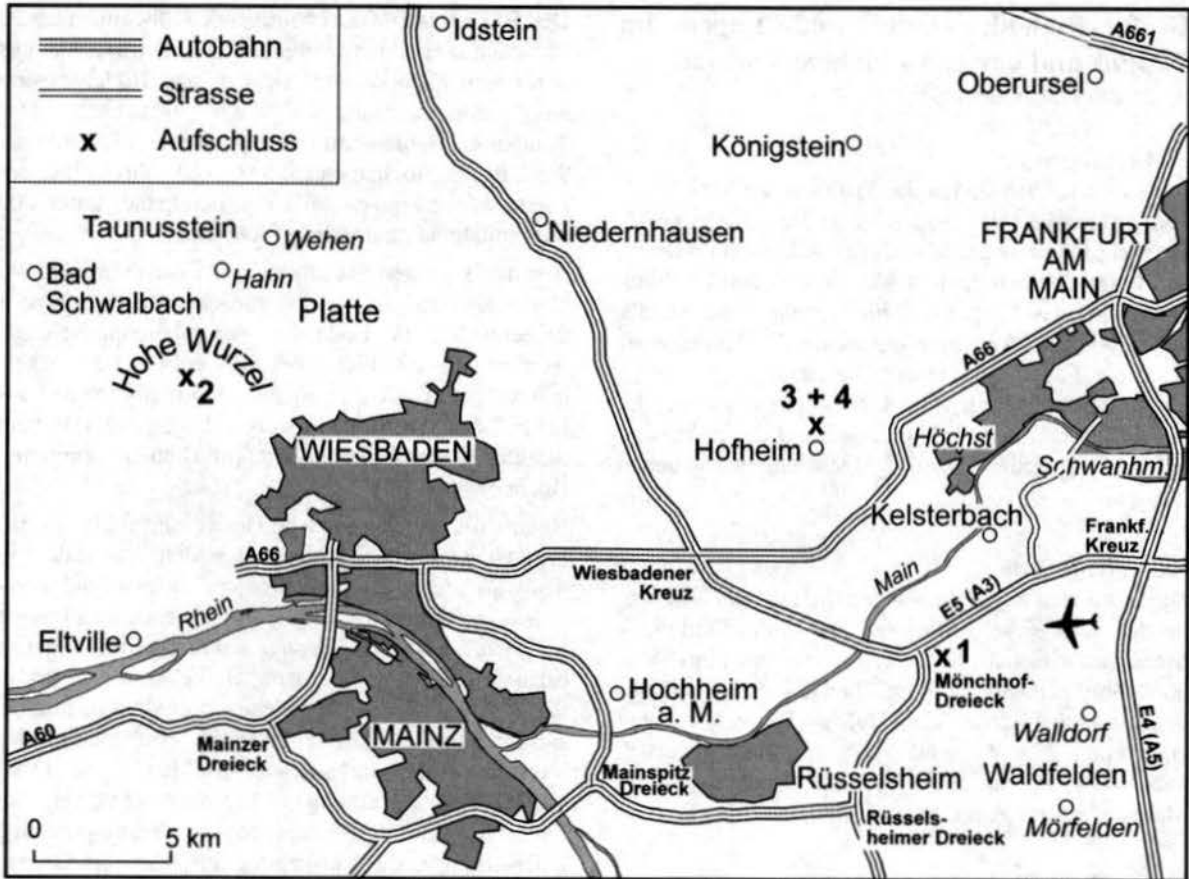 Autobahn
Strasse
x Aufschluss
Idstein
A661
Oberursel
Königstein
Taunusstein
Wehen
Niedernhausen
FRANKFURT
AM
MAIN
Bad
Schwalbach
Hahn
Platte
Hohe Wurzel
x 2
A66
3 + 4
x
WIESBADEN
Hofheim
Höchst
Schwanhm.
Kelsterbach
Frankf.
Kreuz
A66
Wiesbadener
Kreuz
Main
E5 (A3)
Rhein
Eltville
x 1
Mönchhof-
Dreieck
Hochheim
a. M.
E4 (A5)
A60
Mainzer
Dreieck
MAINZ
Mainspitz
Dreieck
Rüsselsheim
Walldorf
Waldfelden
Rüssels-
heimer Dreieck
Mörfelden
0
5 km